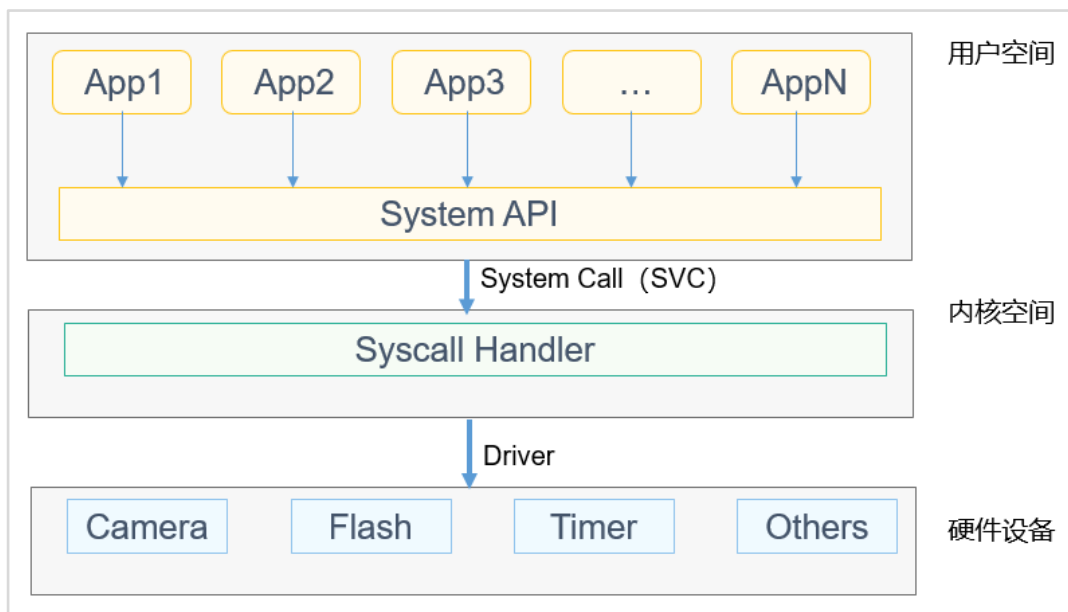 App1
App2
App3
...
AppN
用户空间
System API
System Call（SVC）
内核空间
Syscall Handler
Driver
Camera
Flash
Timer
Others
硬件设备